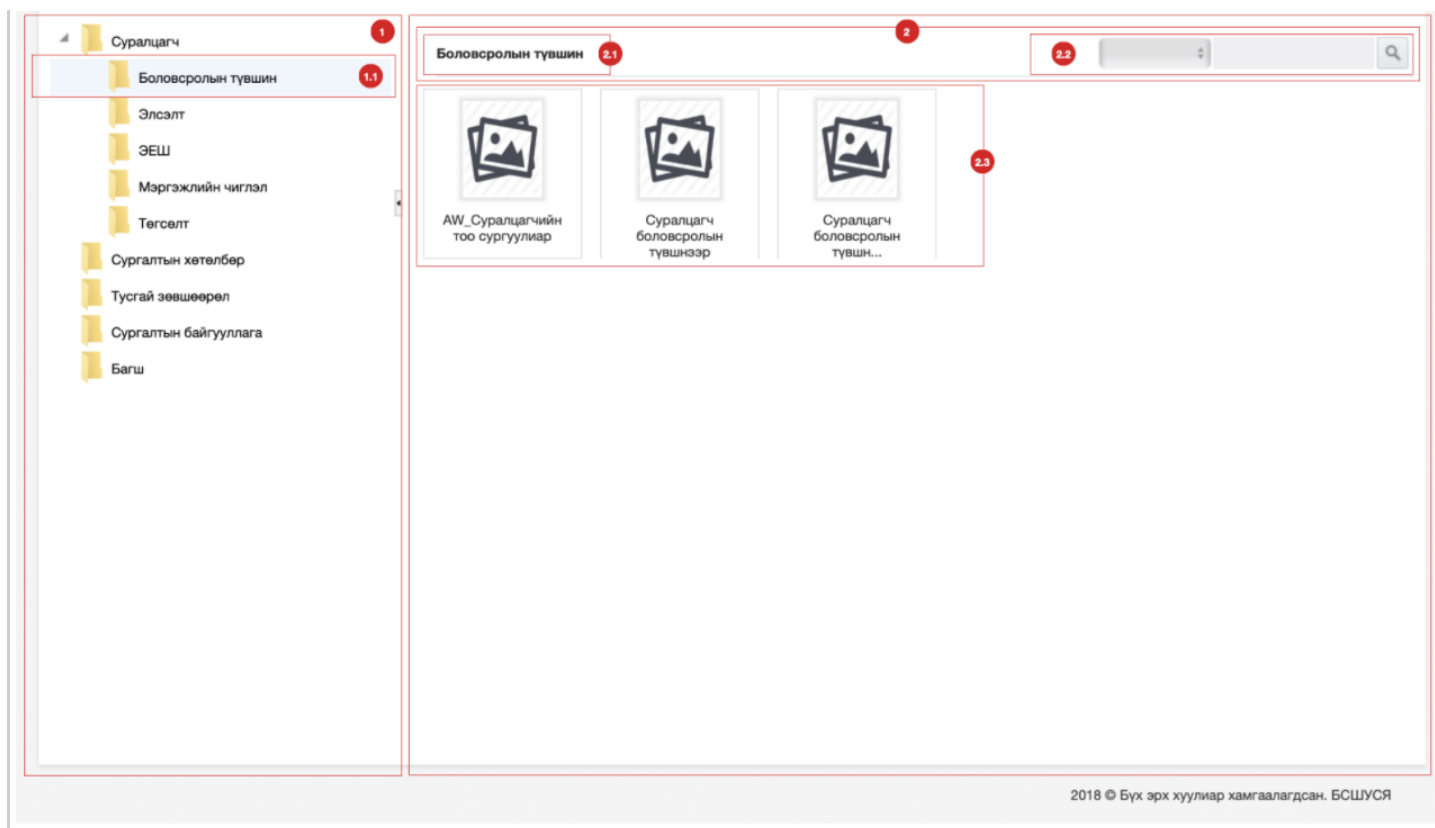 Суралцагч
1
Боловсролын түвшин
1.1
Элсэлт
ЭЕШ
Мэргэжлийн чиглэл
Төгсөлт
Сургалтын хөтөлбөр
Тусгай зөвшөөрөл
Сургалтын байгууллага
Багш
2
Боловсролын түвшин
2.1
2.2
AW_Суралцагчийн
тоо сургуулиар
Суралцагч
боловсролын
түвшнээр
Суралцагч
боловсролын
түвшн...
2.3
2018 © Бүх эрх хуулиар хамгаалагдсан. БСШУСЯ